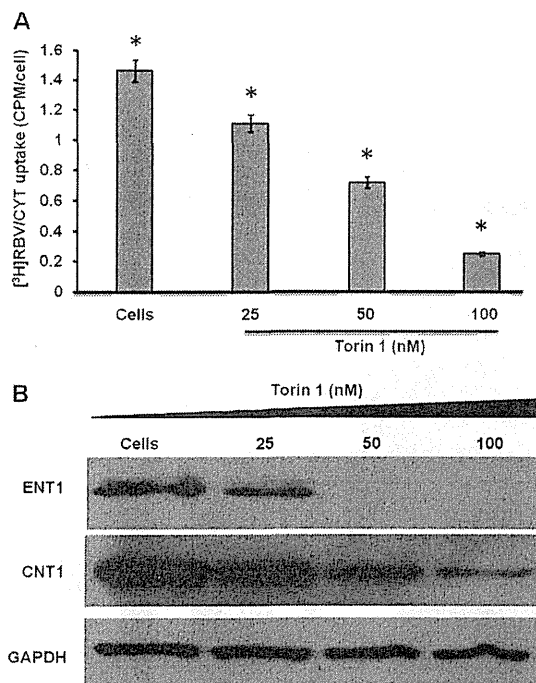 A
[³H]RBV/CYT uptake (CPM/cell)
1.6
1.4
1.2
1
0.8
0.6
0.4
0.2
0
*
*
*
*
Cells 25 50 100
Torin 1 (nM)
B
Torin 1 (nM)
Cells 25 50 100
ENT1
CNT1
GAPDH